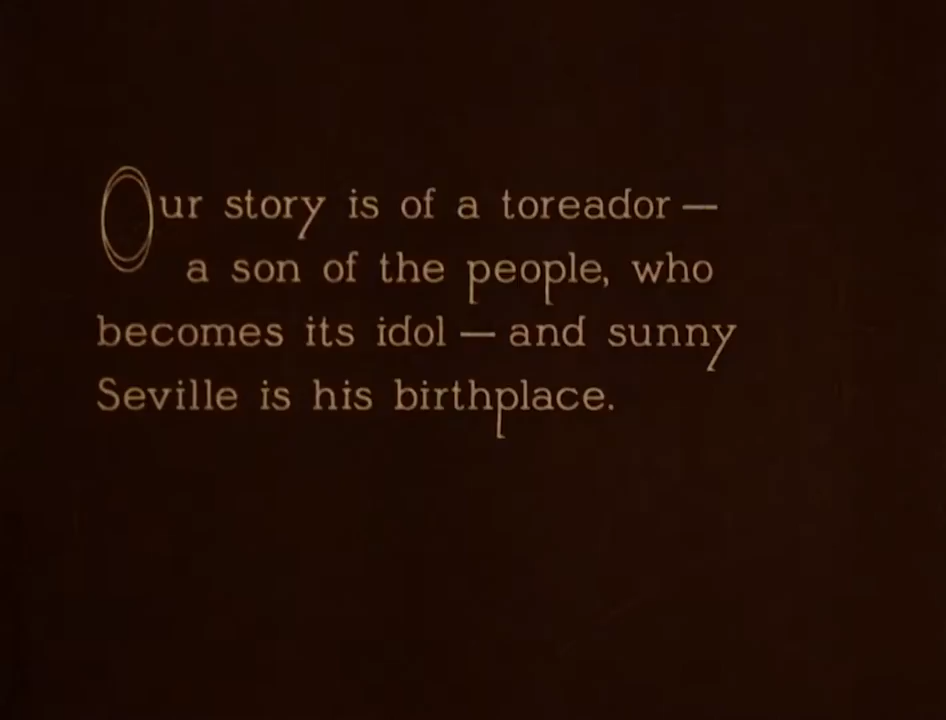 Our story is of a toreador —
a son of the people, who
becomes its idol — and sunny
Seville is his birthplace.